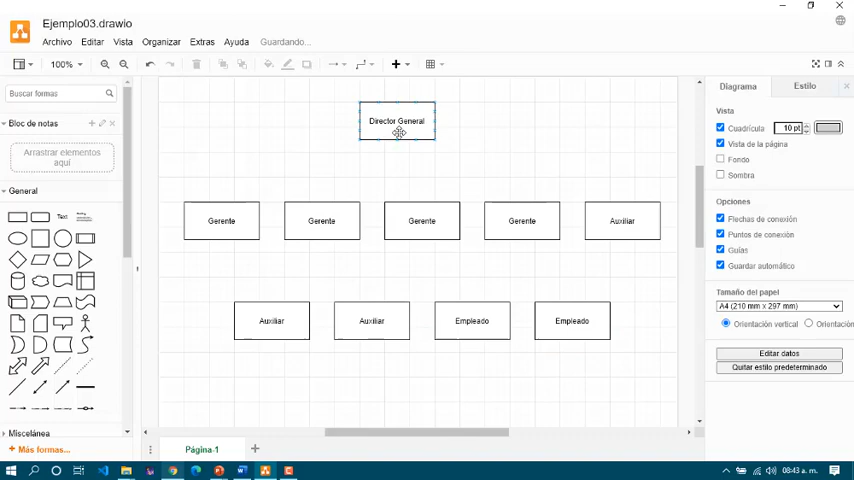 Ejemplo03.drawio
Archivo Editar Vista Organizar Extras Ayuda Guardando...
100%
Buscar formas
Bloc de notas
Arrastrar elementos
aquí
General
Text
Miscelánea
+ Más formas...
Director General
Gerente Gerente Gerente Gerente Auxiliar
Auxiliar Auxiliar Empleado Empleado
Página-1
Diagrama Estilo
Vista
Cuadrícula 10 pt
Vista de la página
Fondo
Sombra
Opciones
Flechas de conexión
Puntos de conexión
Guías
Guardar automático
Tamaño del papel
A4 (210 mm x 297 mm)
Orientación vertical Orientación
Editar datos
Quitar estilo predeterminado
08:43 a. m.